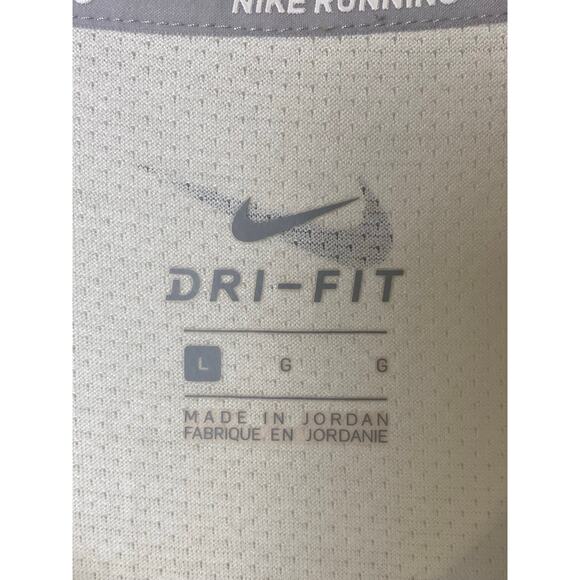 NIKE RUNNING
DRI-FIT
L G G
MADE IN JORDAN
FABRIQUE EN JORDANIE